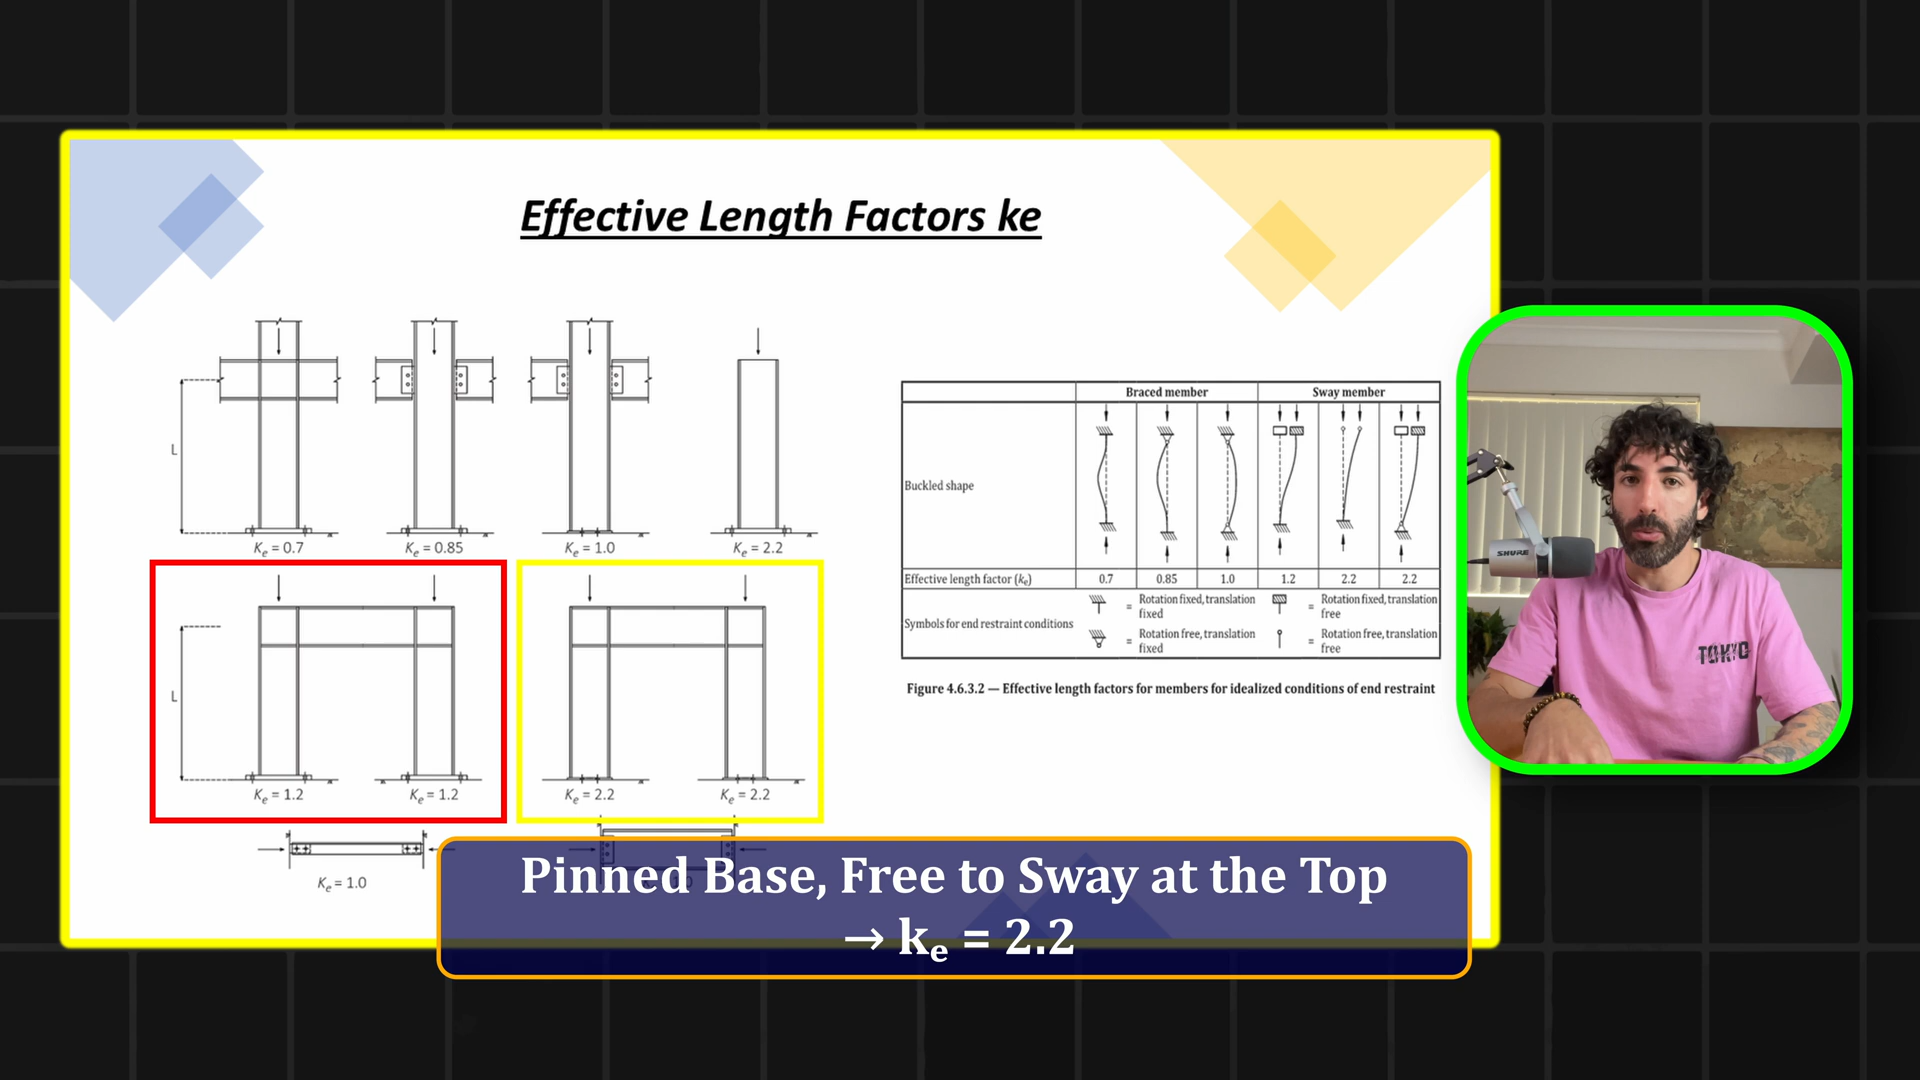 Effective Length Factors ke
L
Ke = 0.7
Ke = 0.85
Ke = 1.0
Ke = 2.2
L
Ke = 1.2
Ke = 1.2
Ke = 2.2
Ke = 2.2
Ke = 1.0
Braced member
Sway member
Buckled shape
Effective length factor (ke)
0.7
0.85
1.0
1.2
2.2
2.2
Symbols for end restraint conditions
= Rotation fixed, translation
fixed
= Rotation free, translation
fixed
= Rotation fixed, translation
free
= Rotation free, translation
free
Figure 4.6.3.2 — Effective length factors for members for idealized conditions of end restraint
SHURE
TOKYO
Pinned Base, Free to Sway at the Top
→ ke = 2.2